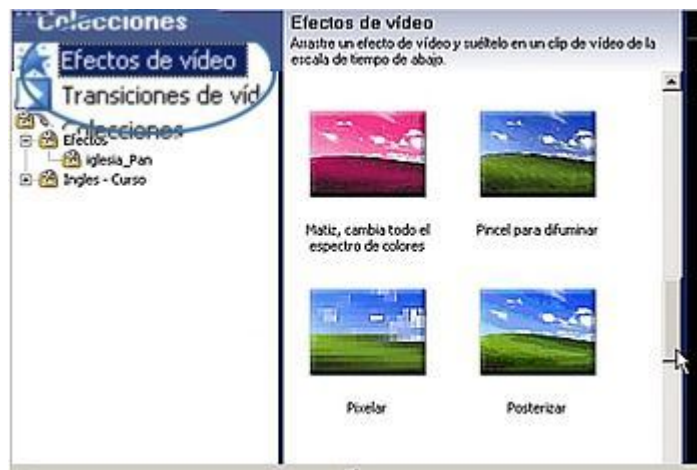 Colecciones
Efectos de vídeo
Transiciones de víd
Colecciones
Efectos
iglesia_Pan
Ingles - Curso
Efectos de vídeo
Arrastre un efecto de vídeo y suéltelo en un clip de vídeo de la
escala de tiempo de abajo.
Matiz, cambia todo el
espectro de colores
Pincel para difuminar
Pixelar
Posterizar